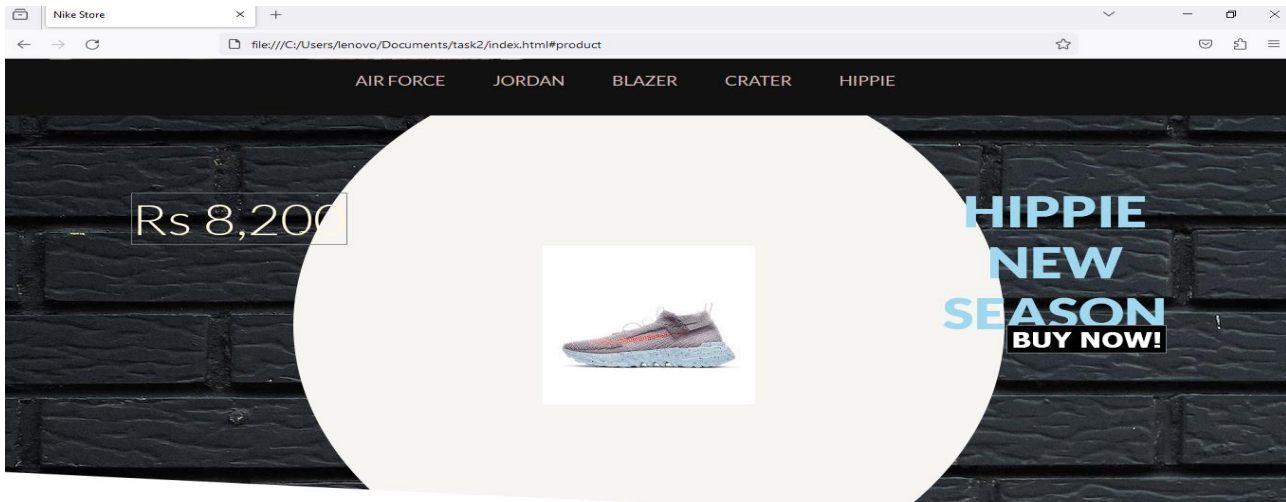 Nike Store
file:///C:/Users/lenovo/Documents/task2/index.html#product
AIR FORCE JORDAN BLAZER CRATER HIPPIE
Rs 8,200
HIPPIE
NEW
SEASON
BUY NOW!